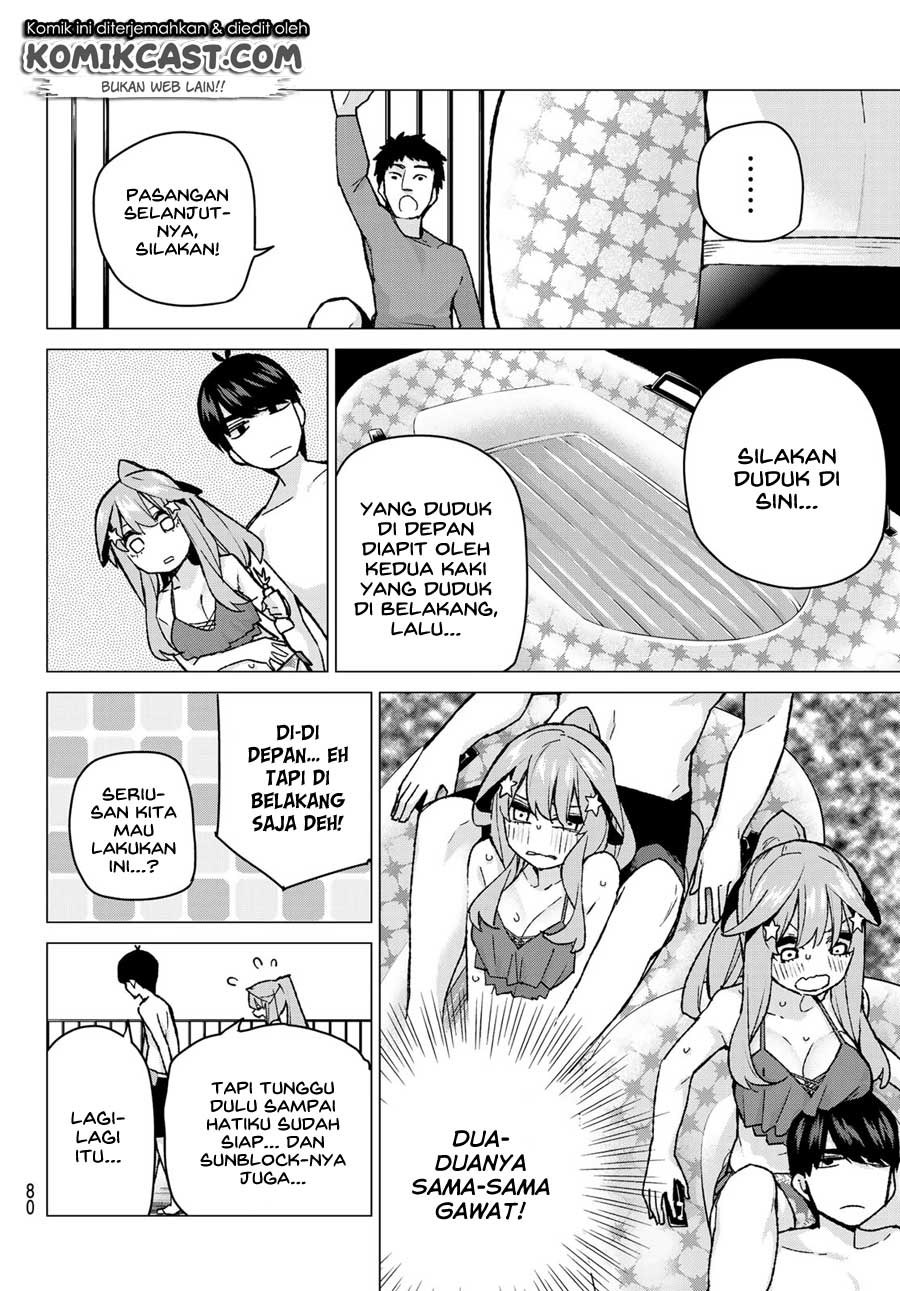 Komik ini diterjemahkan & diedit oleh
KOMIKCAST.COM
BUKAN WEB LAIN!!
PASANGAN
SELANJUT-
NYA,
SILAKAN!
......
SILAKAN
DUDUK DI
SINI...
YANG DUDUK
DI DEPAN
DIAPIT OLEH
KEDUA KAKI
YANG DUDUK
DI BELAKANG,
LALU...
DI-DI
DEPAN... EH
TAPI DI
BELAKANG
SAJA DEH!
SERIU-
SAN KITA
MAU
LAKUKAN
INI...?
DUA-
DUANYA
SAMA-SAMA
GAWAT!
TAPI TUNGGU
DULU SAMPAI
HATIKU SUDAH
SIAP... DAN
SUNBLOCK-NYA
JUGA...
LAGI-
LAGI
ITU...
80